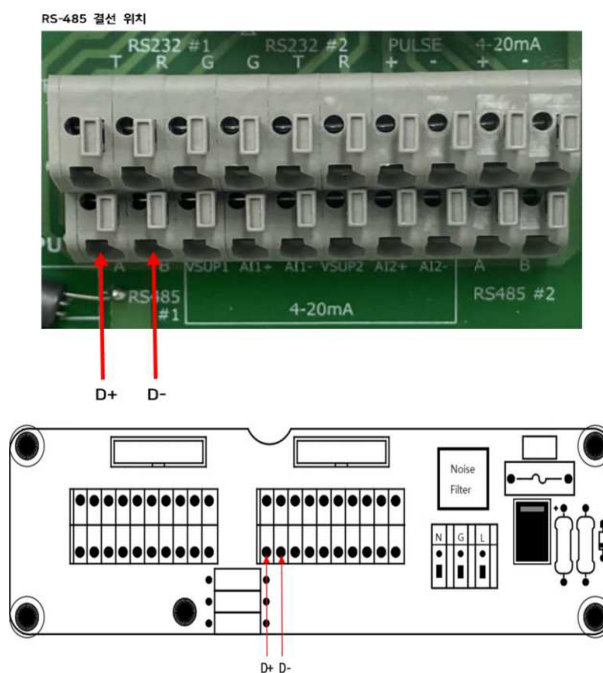 RS-485 결선 위치
RS232 #1 RS232 #2 PULSE 4-20mA
T R G G T R + - + -
PU
A B VSUP1 AI1+ AI1- VSUP2 AI2+ AI2- A B
RS485 #1
RS485 #2
4-20mA
D+ D-
Noise
Filter
N G L
+
D+ D-